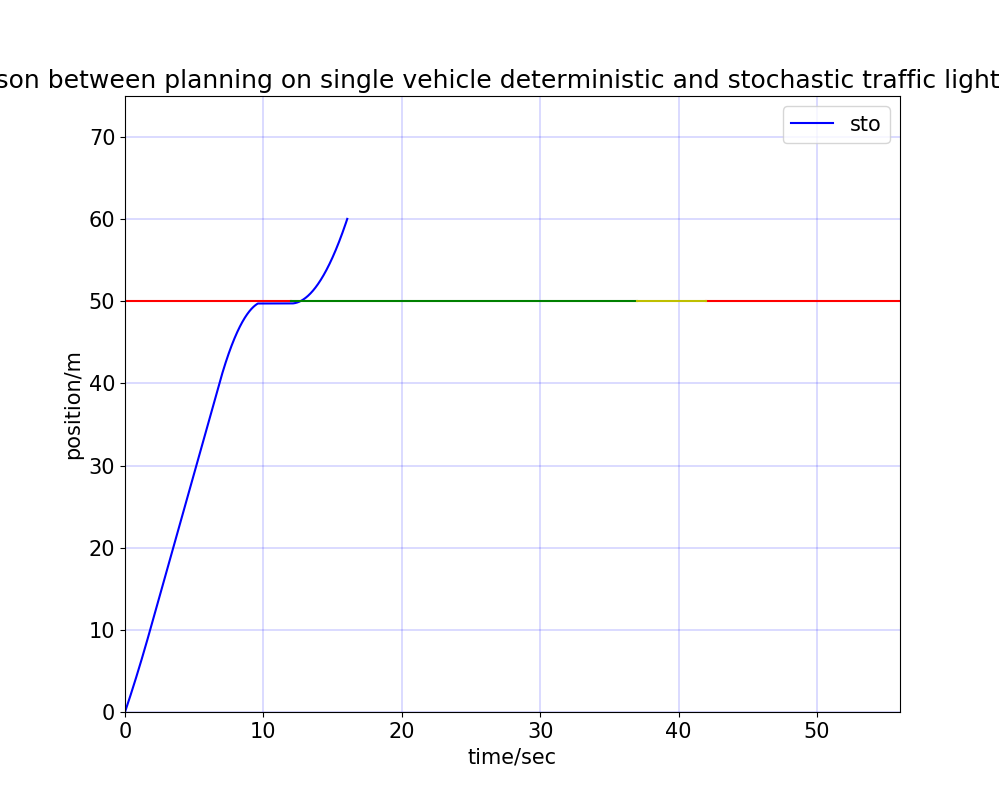 son between planning on single vehicle deterministic and stochastic traffic light
sto
70
60
50
40
30
20
10
0
position/m
0 10 20 30 40 50
time/sec